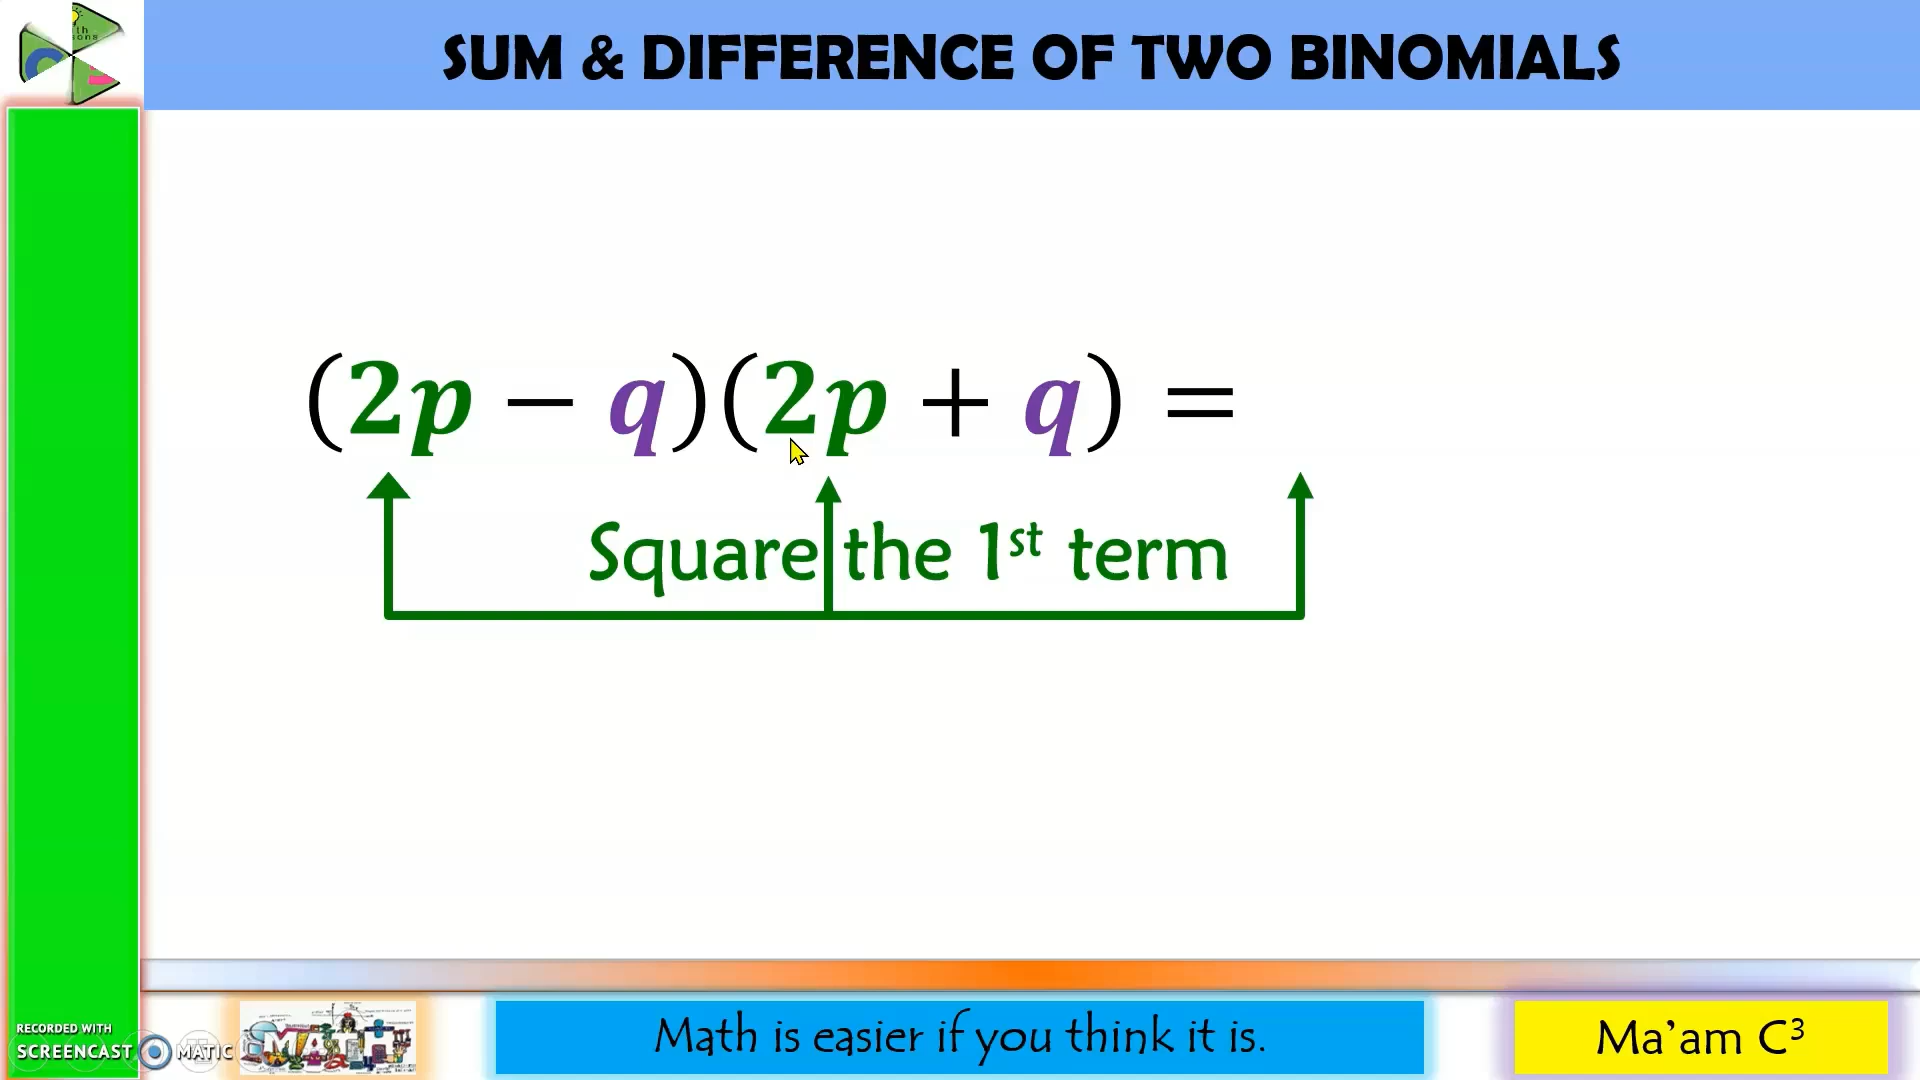 SUM & DIFFERENCE OF TWO BINOMIALS
(2p − q)(2p + q) =
Square the 1st term
RECORDED WITH
SCREENCAST MATIC
MATH
Math is easier if you think it is.
Ma’am C³